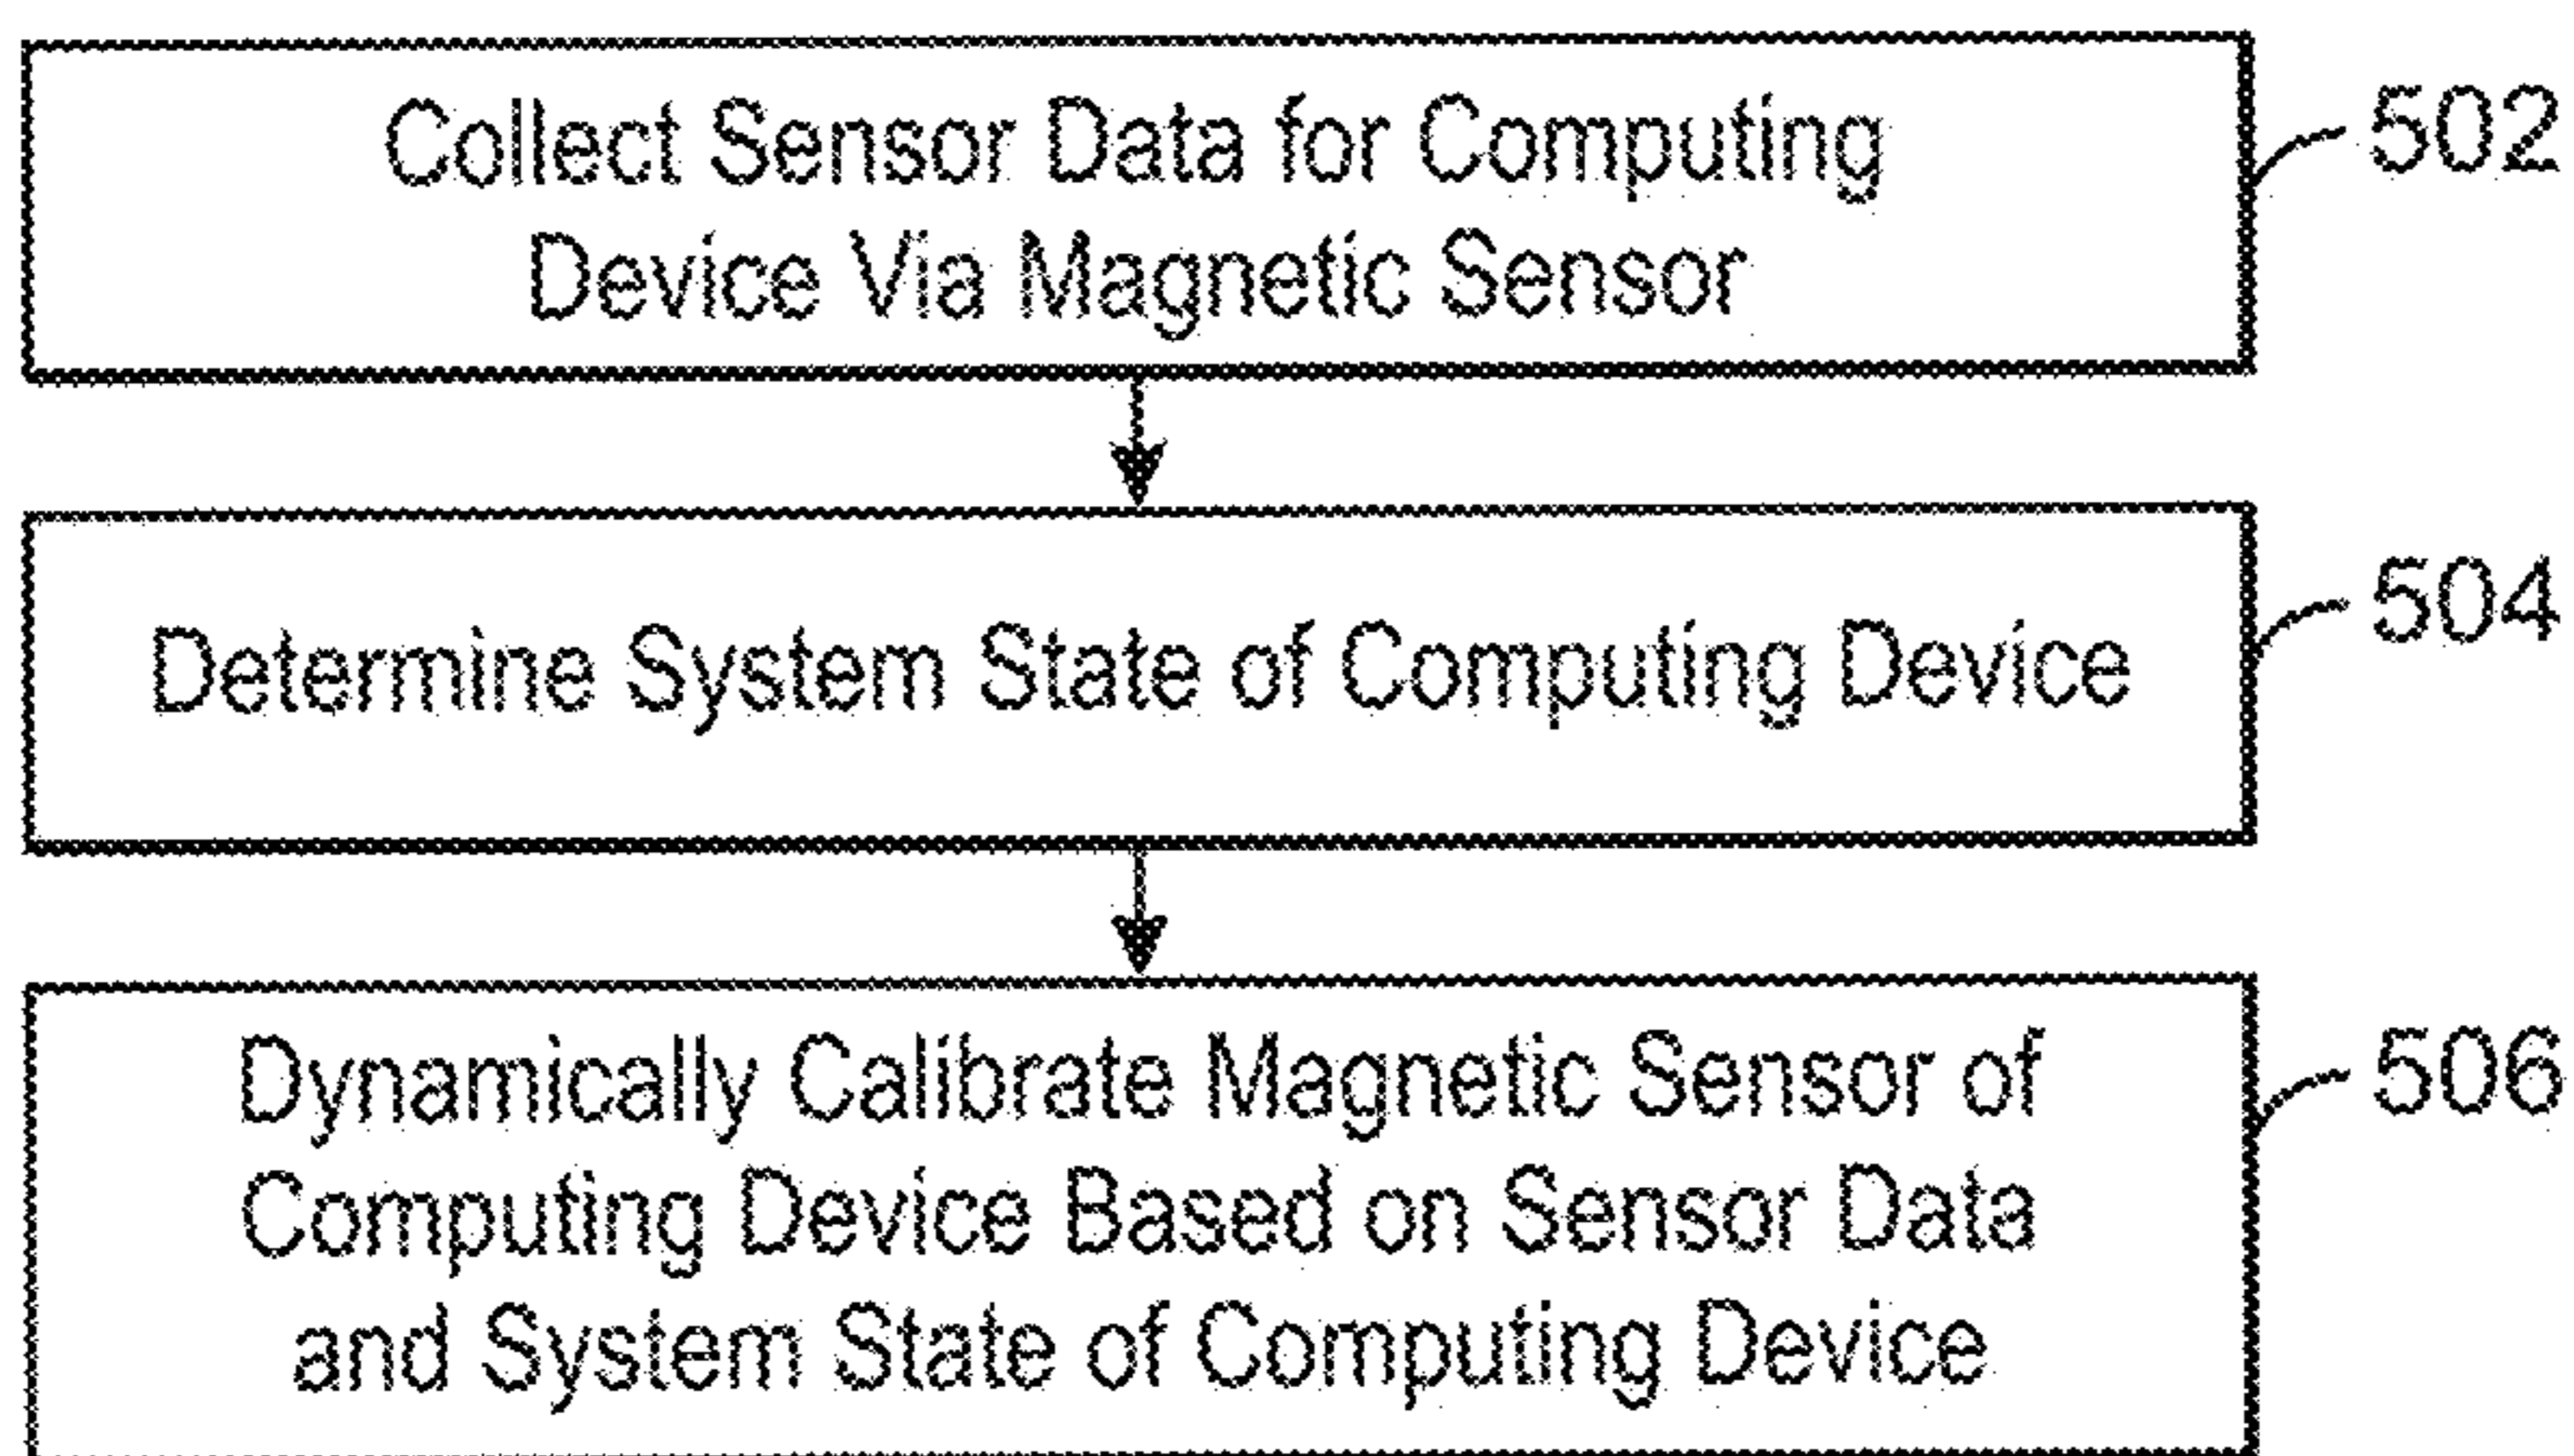 Collect Sensor Data for Computing
Device Via Magnetic Sensor
502
Determine System State of Computing Device
504
Dynamically Calibrate Magnetic Sensor of
Computing Device Based on Sensor Data
and System State of Computing Device
506